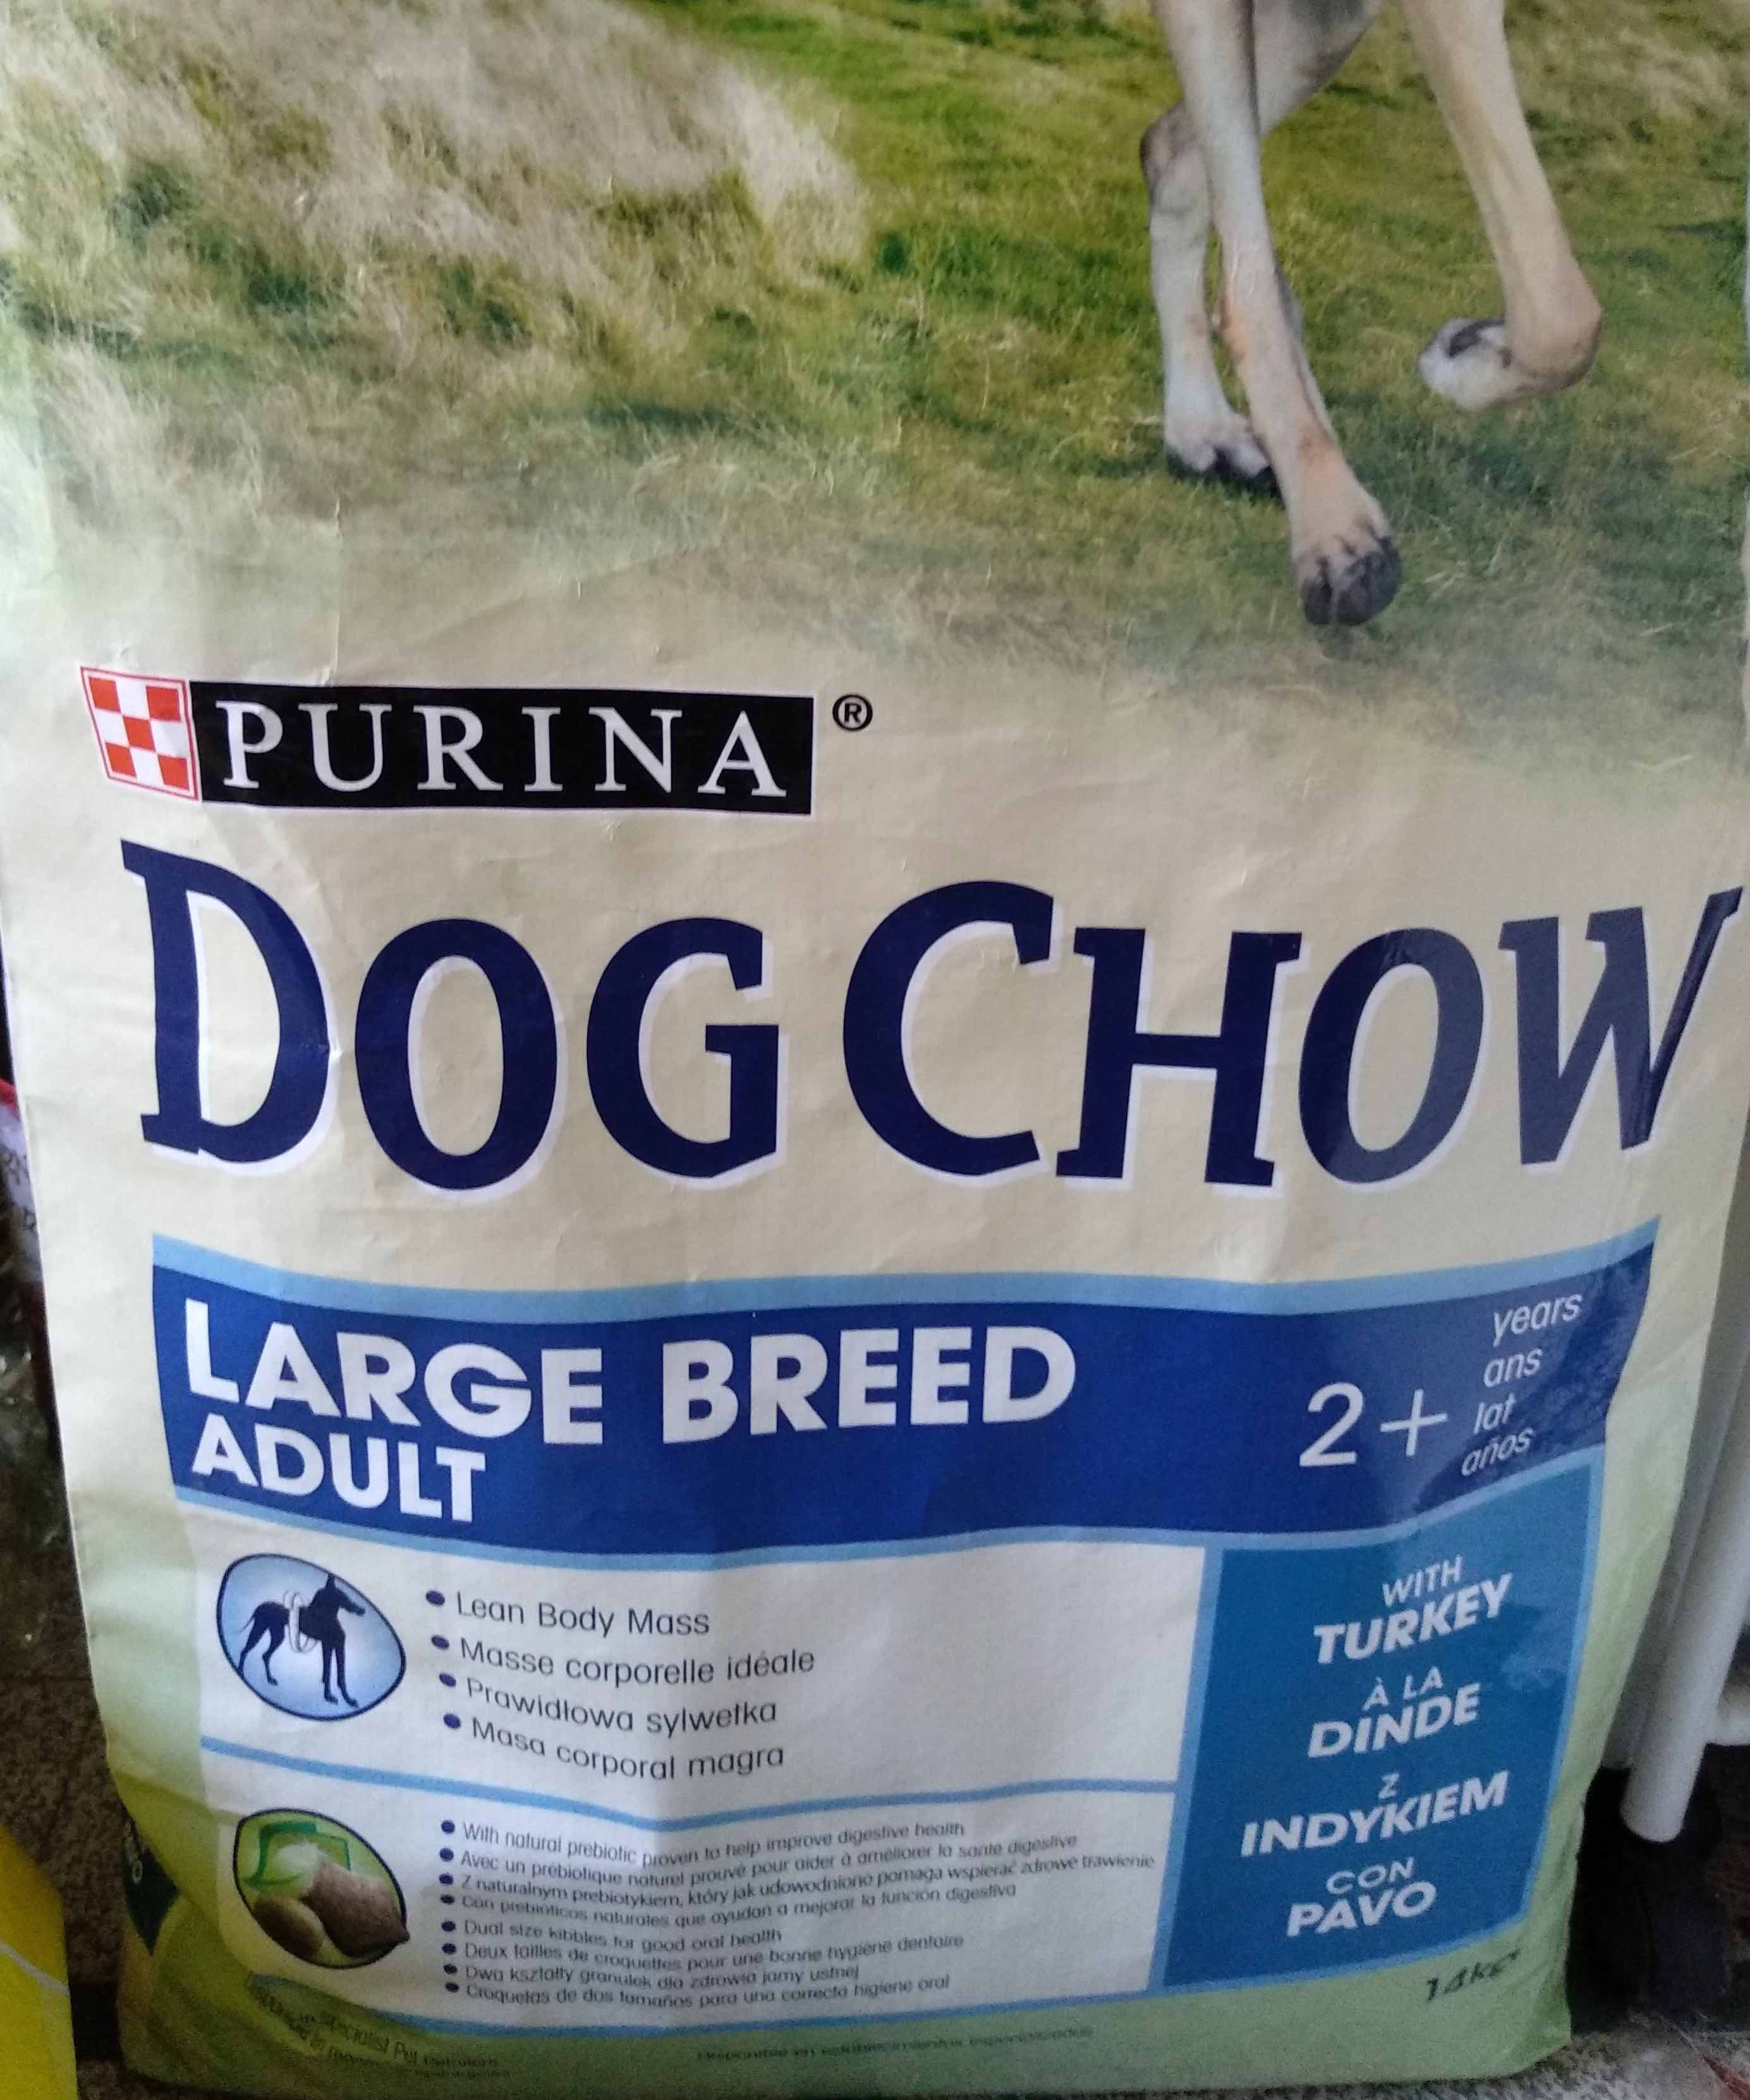 PURINA ®
DOG CHOW
LARGE BREED
ADULT
2+
years
ans
lat
años
• Lean Body Mass
• Masse corporelle idéale
• Prawidłowa sylwetka
• Masa corporal magra
WITH
TURKEY
À LA
DINDE
Z
INDYKIEM
CON
PAVO
• With natural prebiotic proven to help improve digestive health
• Avec un prébiotique naturel prouvé pour aider à améliorer la santé digestive
• Z naturalnym prebiotykiem, który jak udowodniono pomaga wspierać zdrowe trawienie
• Con prebióticos naturales que ayudan a mejorar la función digestiva
• Dual size kibbles for good oral health
• Deux tailles de croquettes pour une bonne hygiène dentaire
• Dwa kształty granulek dla zdrowia jamy ustnej
• Croquetas de dos tamaños para una correcta higiene oral
14kg